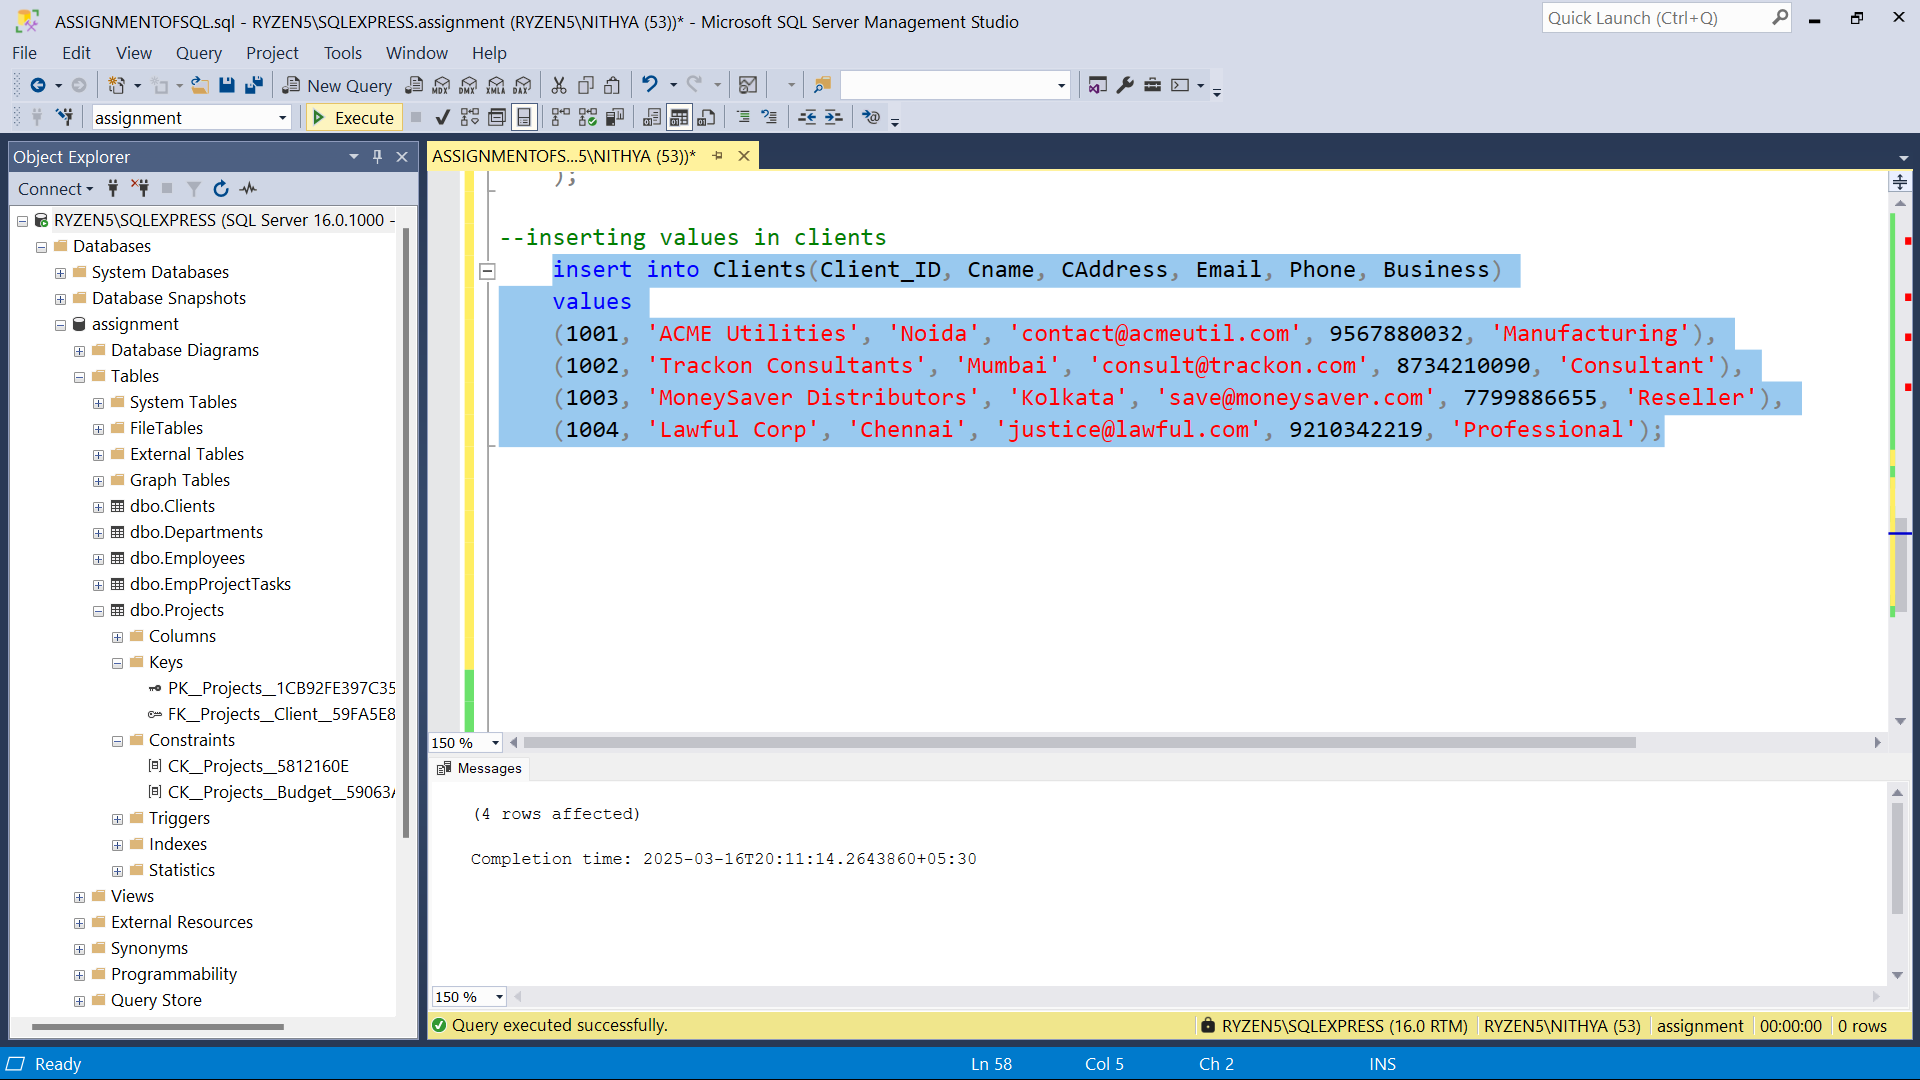 ASSIGNMENTOFSQL.sql - RYZEN5\SQLEXPRESS.assignment (RYZEN5\NITHYA (53))* - Microsoft SQL Server Management Studio
Quick Launch (Ctrl+Q)
File Edit View Query Project Tools Window Help
New Query MDX DMX XMLA DAX
assignment Execute
Object Explorer
ASSIGNMENTOFS...5\NITHYA (53))*
Connect
RYZEN5\SQLEXPRESS (SQL Server 16.0.1000 -
Databases
System Databases
Database Snapshots
assignment
Database Diagrams
Tables
System Tables
FileTables
External Tables
Graph Tables
dbo.Clients
dbo.Departments
dbo.Employees
dbo.EmpProjectTasks
dbo.Projects
Columns
Keys
PK__Projects__1CB92FE397C35
FK__Projects__Client__59FA5E8
Constraints
CK__Projects__5812160E
CK__Projects__Budget__59063A
Triggers
Indexes
Statistics
Views
External Resources
Synonyms
Programmability
Query Store
);
--inserting values in clients
insert into Clients(Client_ID, Cname, CAddress, Email, Phone, Business)
values
(1001, 'ACME Utilities', 'Noida', 'contact@acmeutil.com', 9567880032, 'Manufacturing'),
(1002, 'Trackon Consultants', 'Mumbai', 'consult@trackon.com', 8734210090, 'Consultant'),
(1003, 'MoneySaver Distributors', 'Kolkata', 'save@moneysaver.com', 7799886655, 'Reseller'),
(1004, 'Lawful Corp', 'Chennai', 'justice@lawful.com', 9210342219, 'Professional');
150 %
Messages
(4 rows affected)
Completion time: 2025-03-16T20:11:14.2643860+05:30
150 %
Query executed successfully. RYZEN5\SQLEXPRESS (16.0 RTM) RYZEN5\NITHYA (53) assignment 00:00:00 0 rows
Ready Ln 58 Col 5 Ch 2 INS